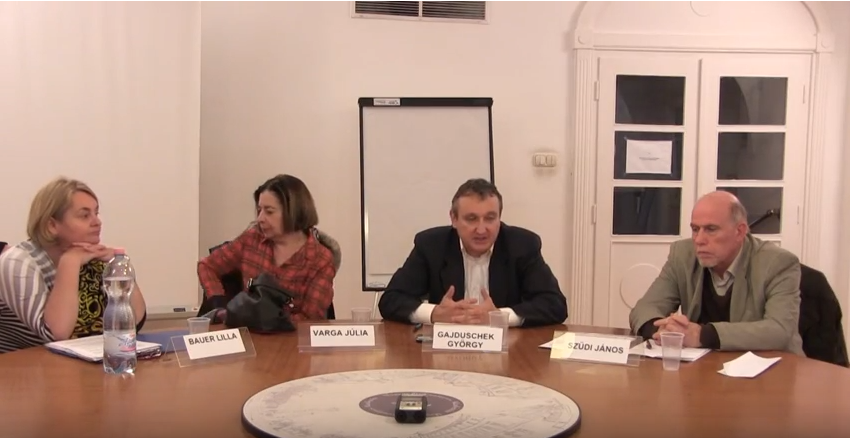 BAUER LILLA
VARGA JÚLIA
GAJDUSCHEK
GYÖRGY
SZÜDI JÁNOS